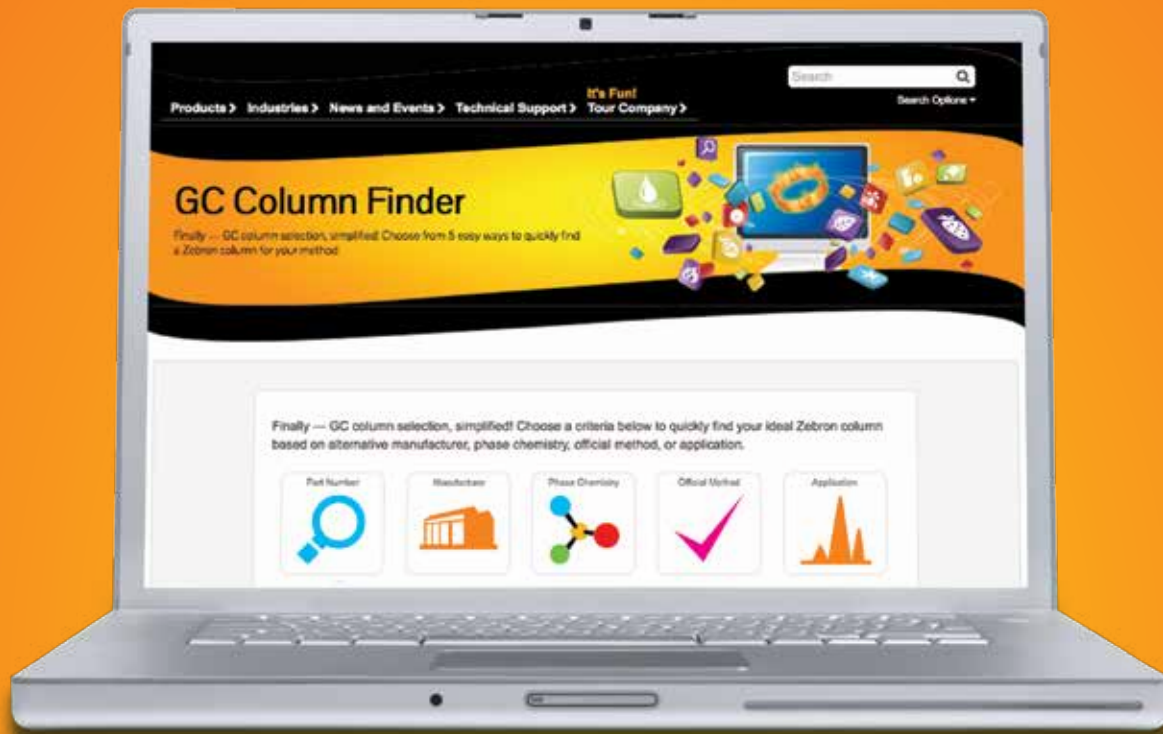 It's Fun!
Products > Industries > News and Events > Technical Support > Tour Company >
Search
Search Options
GC Column Finder
Finally — GC column selection, simplified! Choose from 5 easy ways to quickly find
a Zebron column for your method
Finally — GC column selection, simplified! Choose a criteria below to quickly find your ideal Zebron column
based on alternative manufacturer, phase chemistry, official method, or application.
Part Number
Manufacturer
Phase Chemistry
Official Method
Application